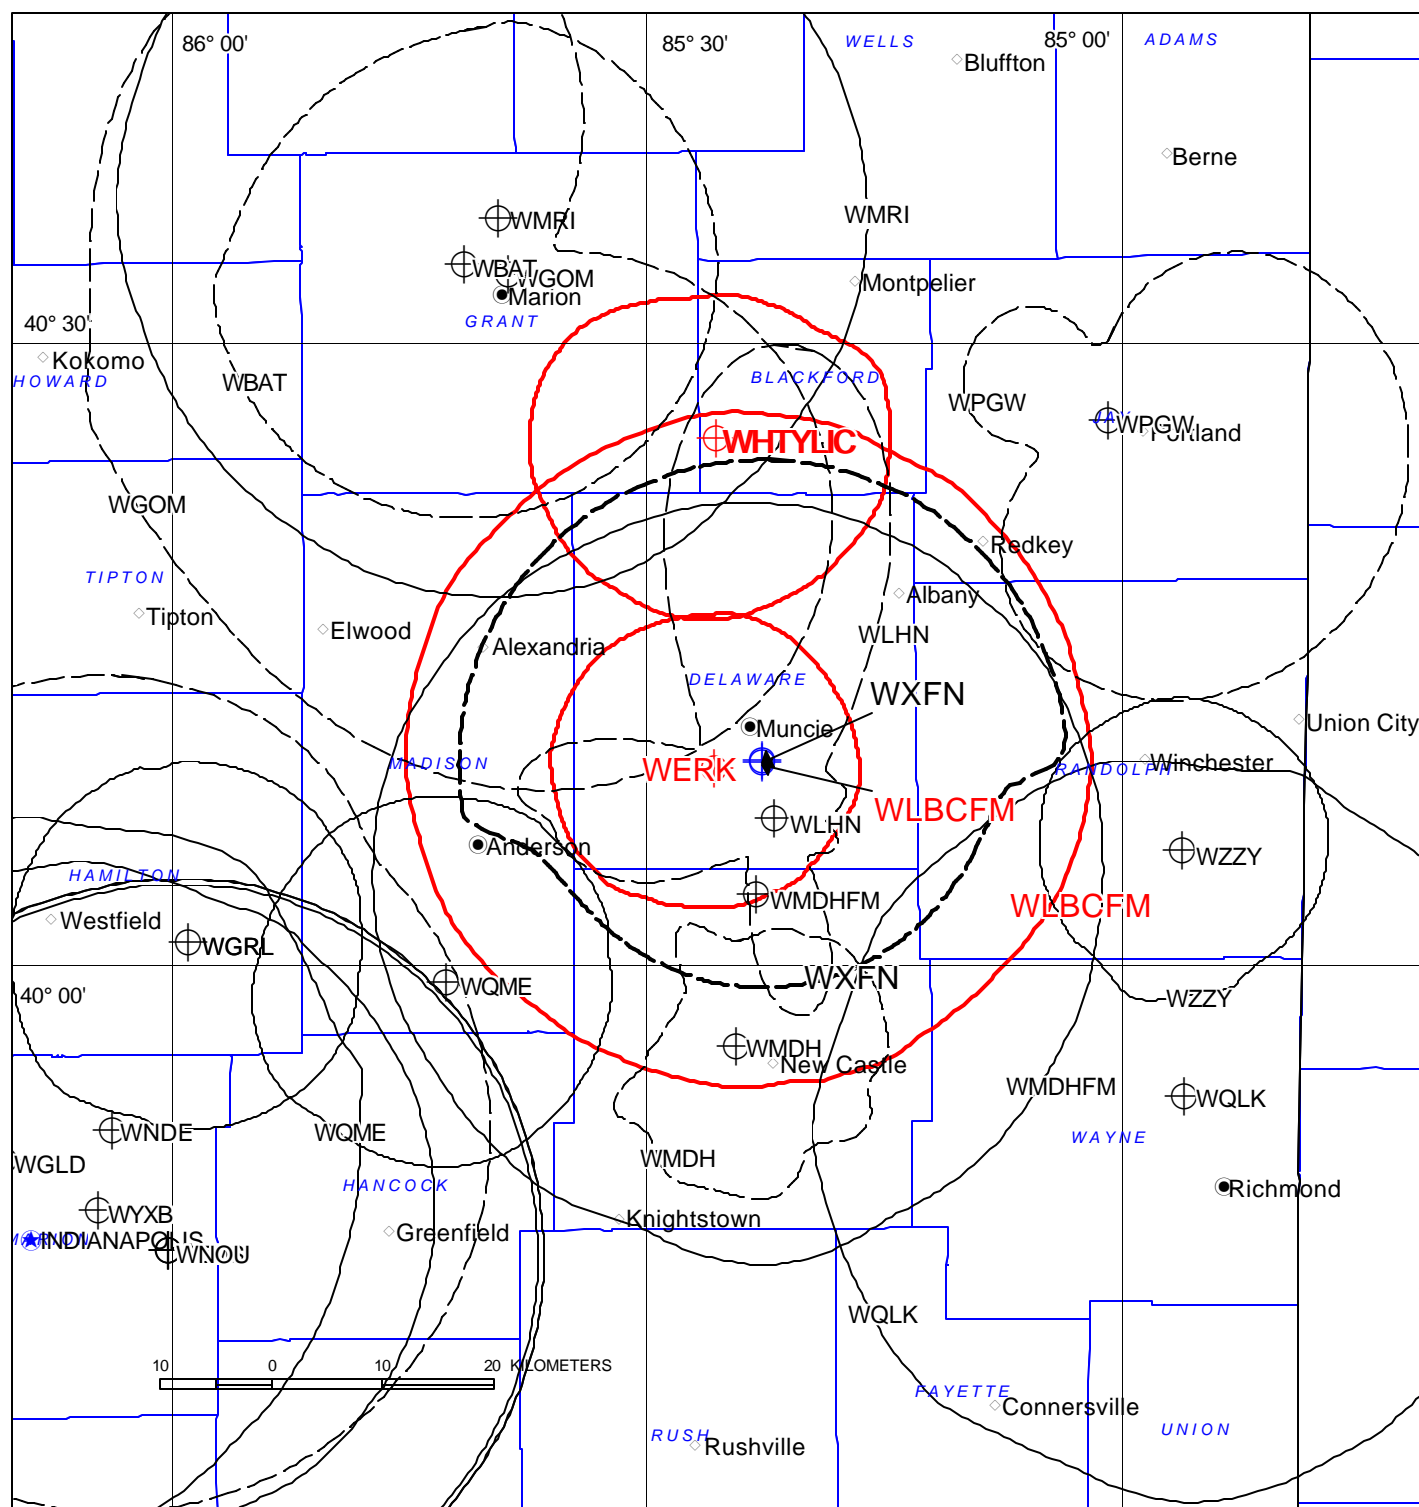 86° 00'
85° 30'
85° 00'
WELLS
ADAMS
Bluffton
Berne
WMRI
WMRI
WBAT
WGOM
Marion
Montpelier
GRANT
40° 30'
Kokomo
HOWARD
WBAT
BLACKFORD
WPGW
JAY
WPGW
Portland
WGOM
Redkey
TIPTON
Tipton
Elwood
Albany
Alexandria
WLHN
DELAWARE
WXFN
Muncie
Union City
MADISON
WERK
RANDOLPH
Winchester
WLBCFM
WLHN
Anderson
WZZY
HAMILTON
WMDHFM
WLBCFM
Westfield
WGRL
WXFN
WQME
40° 00'
WZZY
WMDH
New Castle
WMDHFM
WQLK
WNDE
WQME
WAYNE
WGLD
WMDH
HANCOCK
Richmond
WYXB
Knightstown
MARION
INDIANAPOLIS
Greenfield
WNOU
WQLK
10 0 10 20 KILOMETERS
FAYETTE
Connersville
RUSH
Rushville
UNION